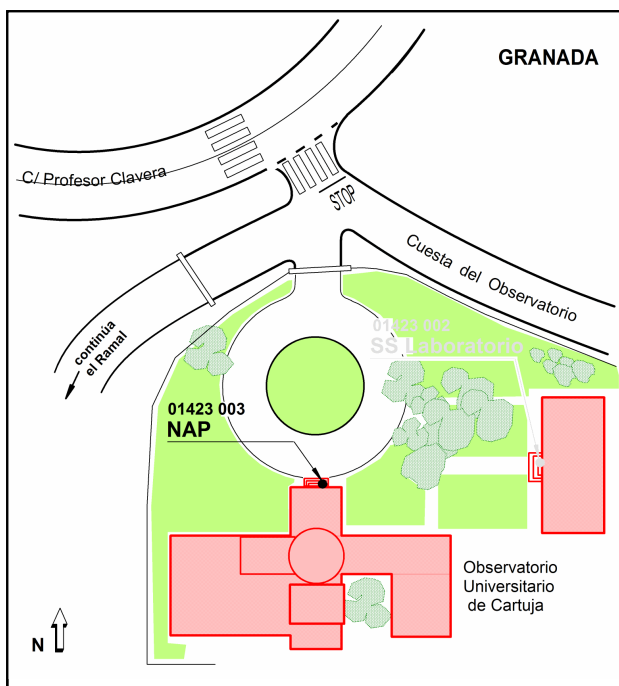 GRANADA
C/ Profesor Clavera
STOP
Cuesta del Observatorio
continúa
el Ramal
01423 002
SS Laboratorio
01423 003
NAP
Observatorio
Universitario
de Cartuja
N